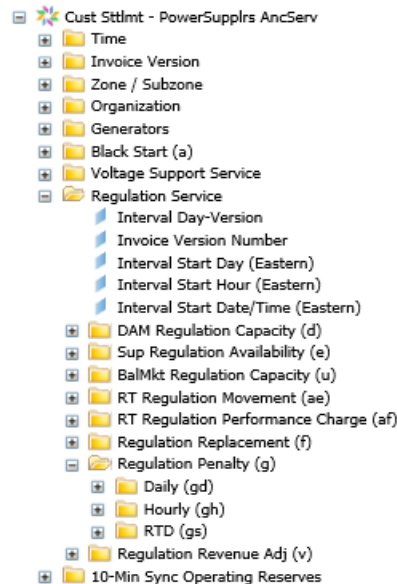 Cust Sttlmt - PowerSupplrs AncServ
Time
Invoice Version
Zone / Subzone
Organization
Generators
Black Start (a)
Voltage Support Service
Regulation Service
Interval Day-Version
Invoice Version Number
Interval Start Day (Eastern)
Interval Start Hour (Eastern)
Interval Start Date/Time (Eastern)
DAM Regulation Capacity (d)
Sup Regulation Availability (e)
BalMkt Regulation Capacity (u)
RT Regulation Movement (ae)
RT Regulation Performance Charge (af)
Regulation Replacement (f)
Regulation Penalty (g)
Daily (gd)
Hourly (gh)
RTD (gs)
Regulation Revenue Adj (v)
10-Min Sync Operating Reserves